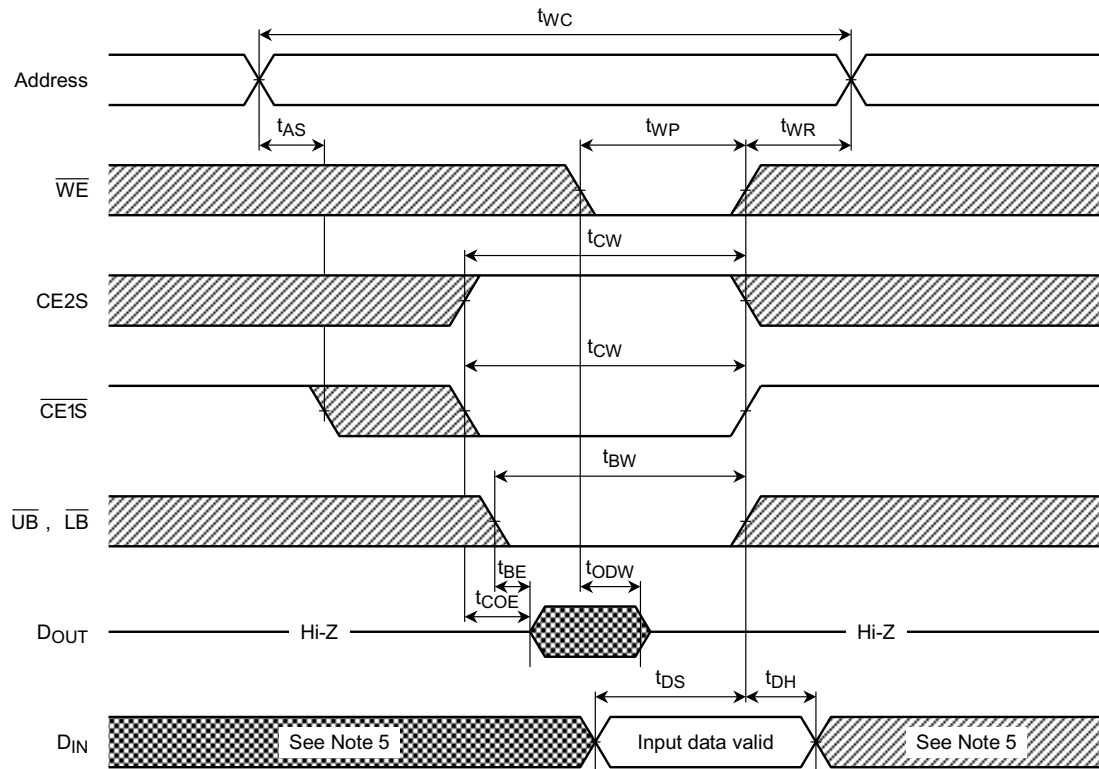 tWC
Address
tAS
tWP
tWR
WE
tCW
CE2S
tCW
CE1S
tBW
UB , LB
tBE
tODW
tCOE
DOUT
Hi-Z
Hi-Z
tDS
tDH
DIN
See Note 5
Input data valid
See Note 5